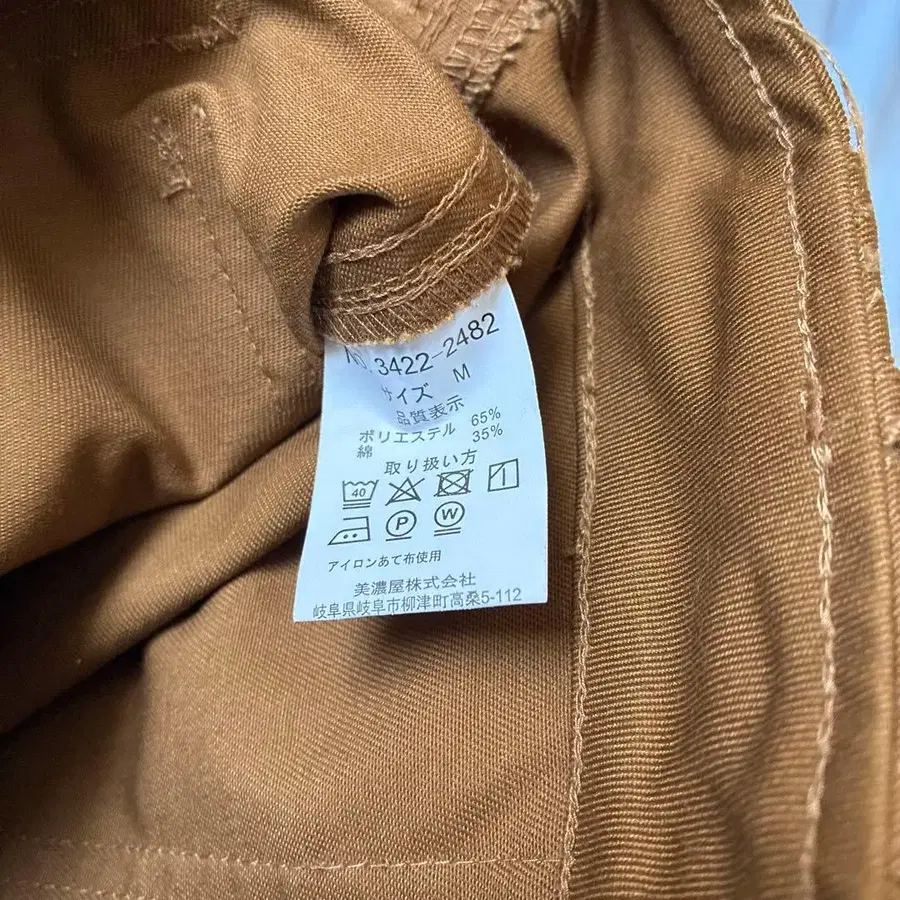 No.3422-2482
サイズ M
品質表示
ポリエステル 65%
綿 35%
取り扱い方
40
P W
アイロンあて布使用
美濃屋株式会社
岐阜県岐阜市柳津町高桑5-112